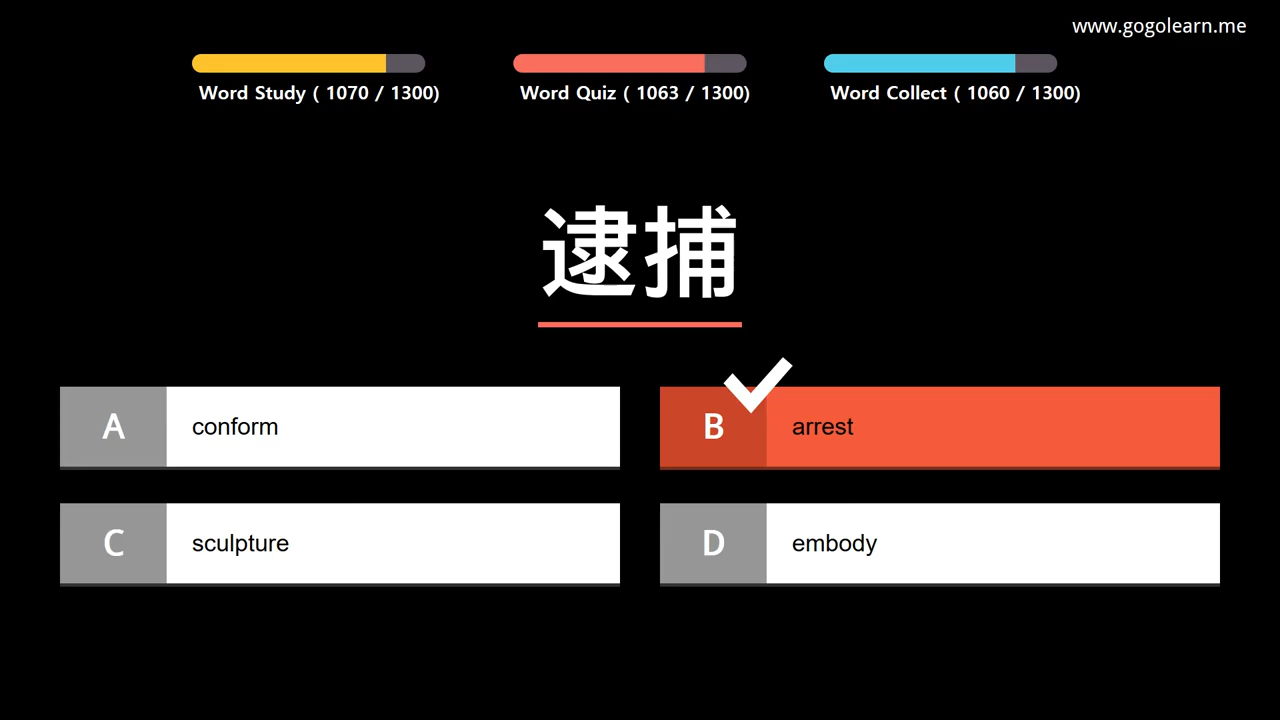 www.gogolearn.me
Word Study ( 1070 / 1300)
Word Quiz ( 1063 / 1300)
Word Collect ( 1060 / 1300)
逮捕
A conform
B arrest
C sculpture
D embody